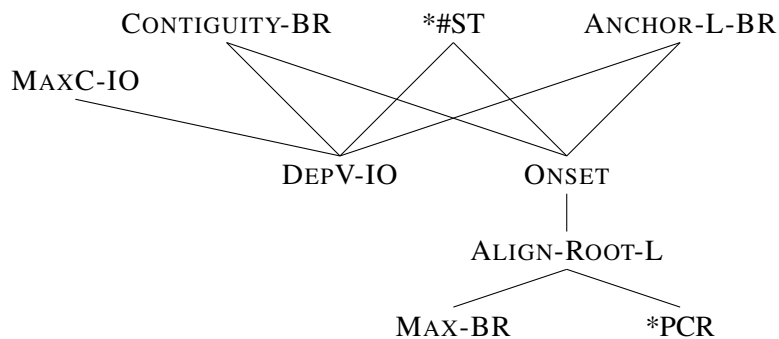 CONTIGUITY-BR *#ST ANCHOR-L-BR
MAXC-IO
DEPV-IO ONSET
ALIGN-ROOT-L
MAX-BR *PCR